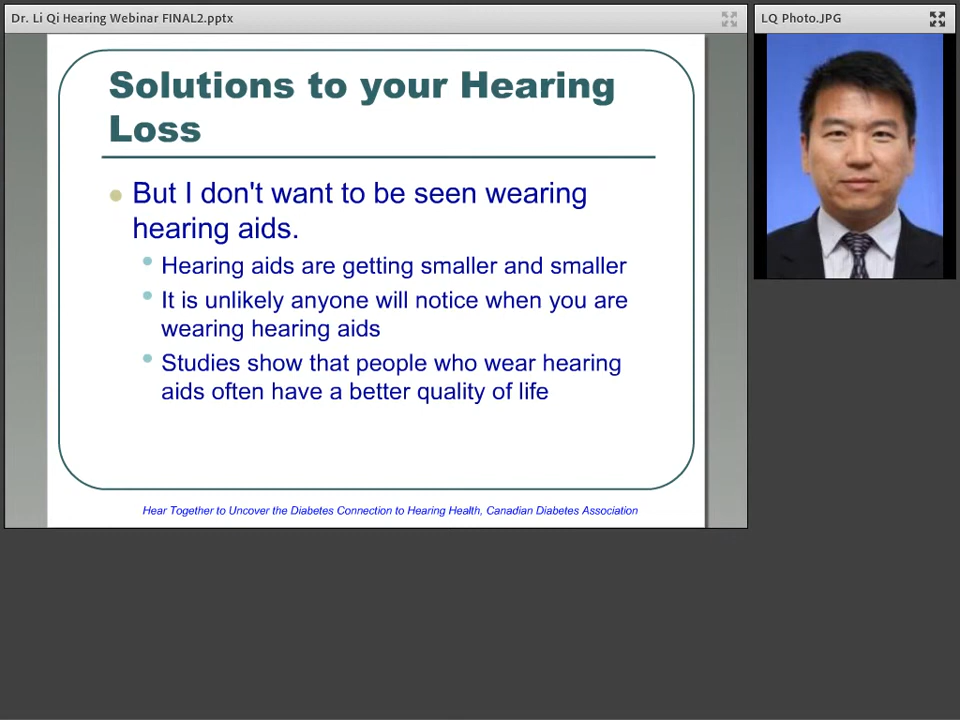 Dr. Li Qi Hearing Webinar FINAL2.pptx
LQ Photo.JPG
Solutions to your Hearing
Loss
But I don't want to be seen wearing
hearing aids.
Hearing aids are getting smaller and smaller
It is unlikely anyone will notice when you are
wearing hearing aids
Studies show that people who wear hearing
aids often have a better quality of life
Hear Together to Uncover the Diabetes Connection to Hearing Health, Canadian Diabetes Association